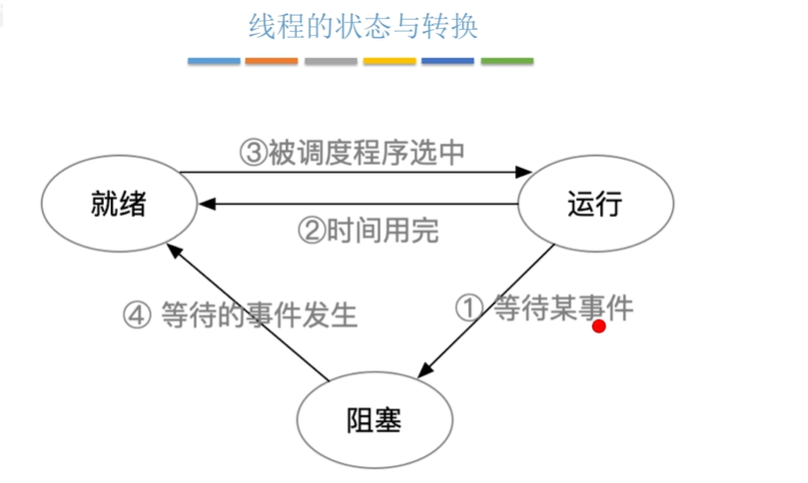 线程的状态与转换
③被调度程序选中
就绪
运行
②时间用完
④ 等待的事件发生
① 等待某事件
阻塞